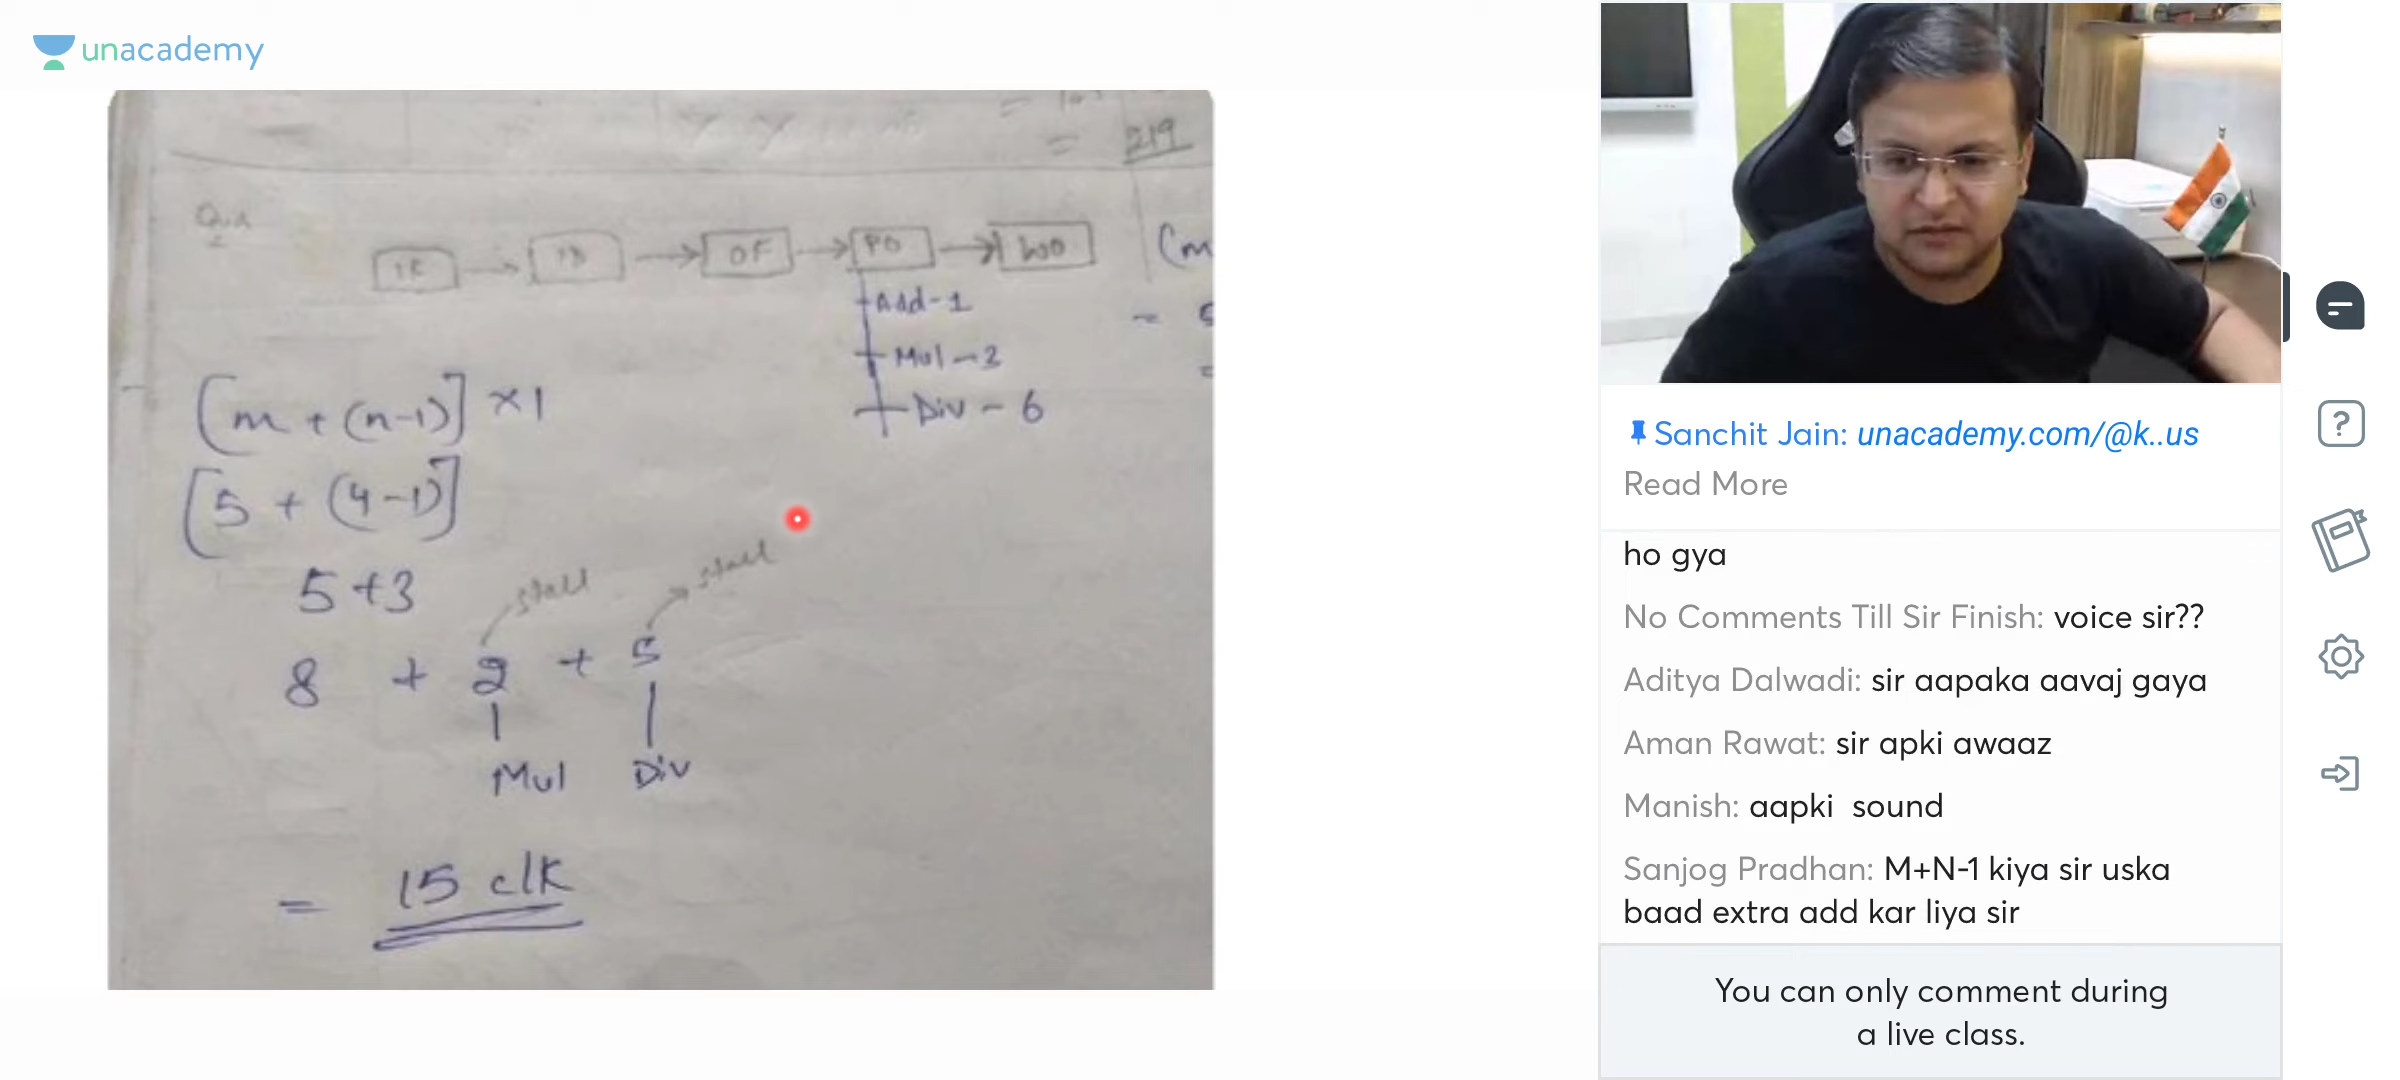 unacademy
= 219
Que
IF → ID → OF → PO → WO
(m
Add-1
= 5
Mul-3
=
Div-6
[m + (n-1)] ×1
[5 + (4-1)]
5+3
stall
stall
8 + 2 + 5
Mul Div
= 15 clk
Sanchit Jain: unacademy.com/@k..us
Read More
ho gya
No Comments Till Sir Finish: voice sir??
Aditya Dalwadi: sir aapaka aavaj gaya
Aman Rawat: sir apki awaaz
Manish: aapki sound
Sanjog Pradhan: M+N-1 kiya sir uska
baad extra add kar liya sir
You can only comment during
a live class.